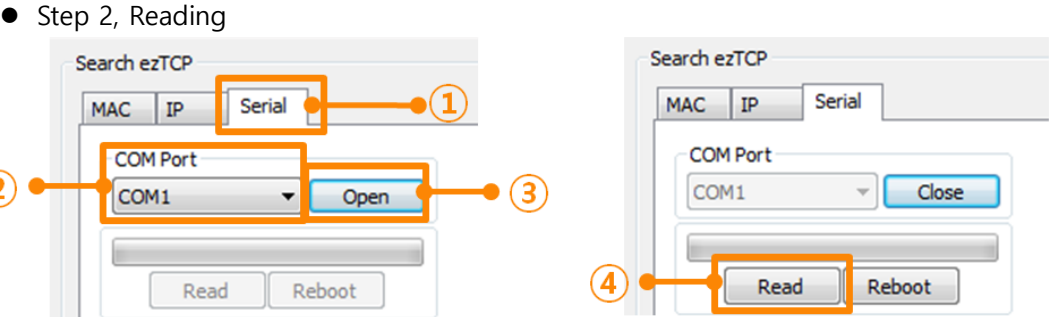 ● Step 2, Reading
Search ezTCP
MAC IP Serial
①
COM Port
② COM1 Open ③
Read Reboot
Search ezTCP
MAC IP Serial
COM Port
COM1 Close
④ Read Reboot